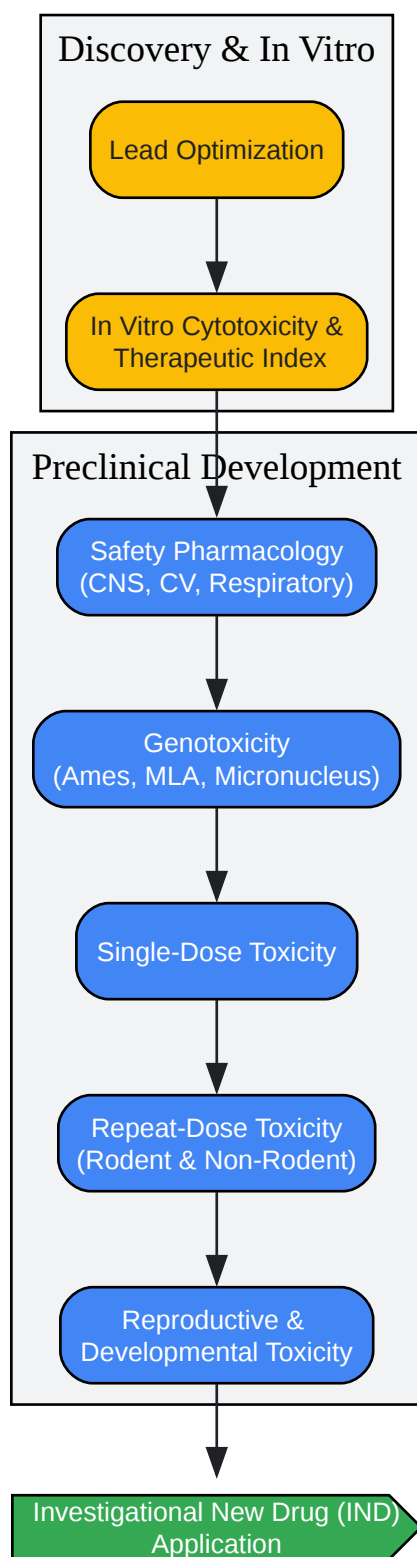 Discovery & In Vitro
Lead Optimization
In Vitro Cytotoxicity &
Therapeutic Index
Preclinical Development
Safety Pharmacology
(CNS, CV, Respiratory)
Genotoxicity
(Ames, MLA, Micronucleus)
Single-Dose Toxicity
Repeat-Dose Toxicity
(Rodent & Non-Rodent)
Reproductive &
Developmental Toxicity
Investigational New Drug (IND)
Application